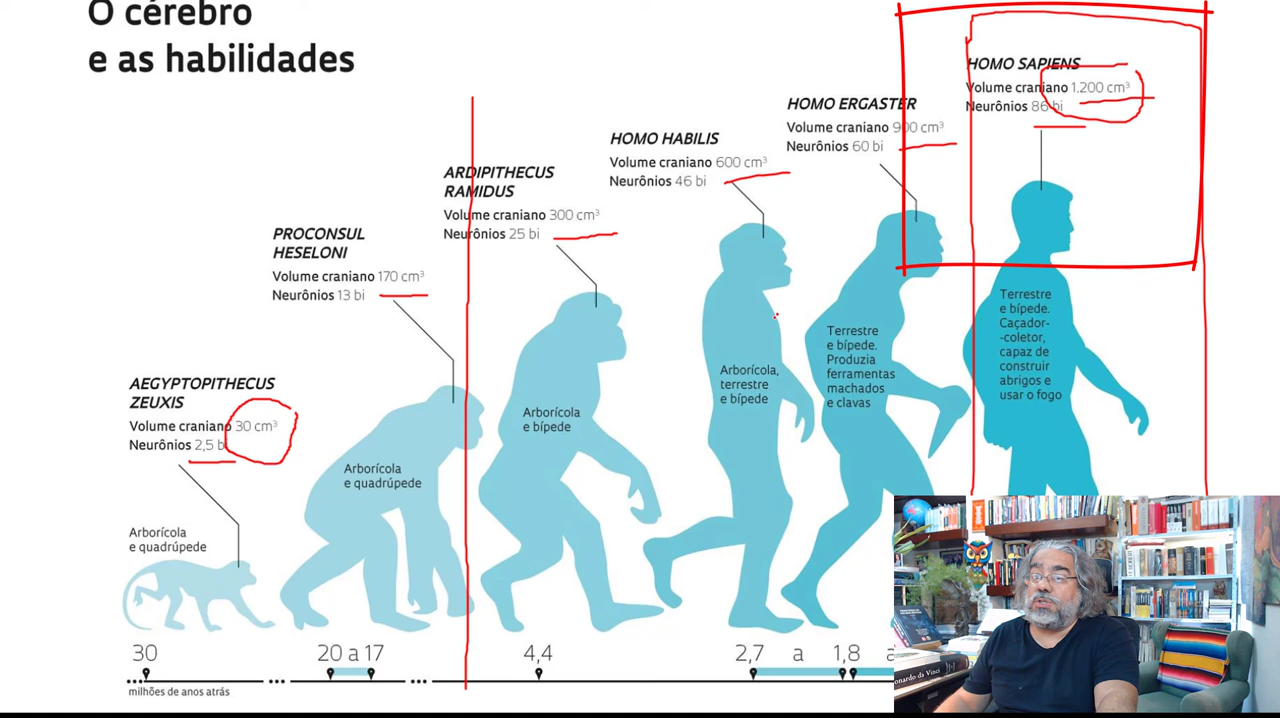 O cérebro
e as habilidades
HOMO SAPIENS
Volume craniano 1.200 cm³
Neurônios 86 bi
HOMO ERGASTER
Volume craniano 900 cm³
Neurônios 60 bi
HOMO HABILIS
Volume craniano 600 cm³
Neurônios 46 bi
ARDIPITHECUS
RAMIDUS
Volume craniano 300 cm³
Neurônios 25 bi
PROCONSUL
HESELONI
Volume craniano 170 cm³
Neurônios 13 bi
AEGYPTOPITHECUS
ZEUXIS
Volume craniano 30 cm³
Neurônios 2,5 bi
Arborícola
e quadrúpede
Arborícola
e quadrúpede
Arborícola
e bípede
Arborícola,
terrestre
e bípede
Terrestre
e bípede.
Produzia
ferramentas
machados
e clavas
Terrestre
e bípede.
Caçador-
-coletor,
capaz de
construir
abrigos e
usar o fogo
30
20 a 17
4,4
2,7 a 1,8 a
milhões de anos atrás
onardo da Vinci